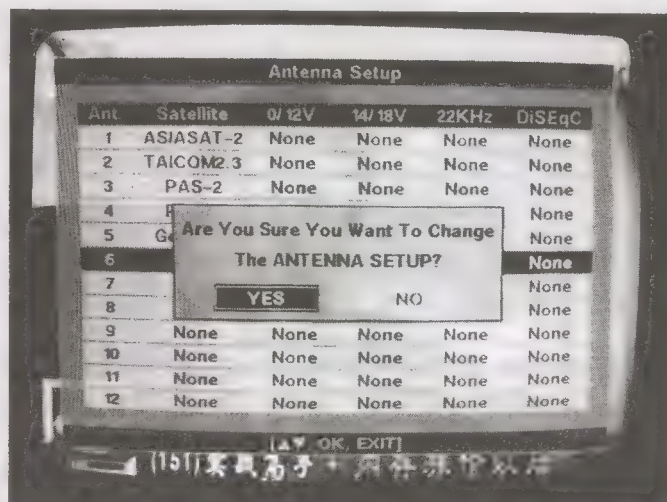 Antenna Setup
Ant. Satellite 0/12V 14/18V 22KHz DiSEqC
1 ASIASAT-2 None None None None
2 TAICOM2.3 None None None None
3 PAS-2 None None None None
4 None
5 None
6 None
7 None
8 None
9 None None None None None
10 None None None None None
11 None None None None None
12 None None None None None
Are You Sure You Want To Change
The ANTENNA SETUP?
YES NO
[▲▼, OK, EXIT]
(151)